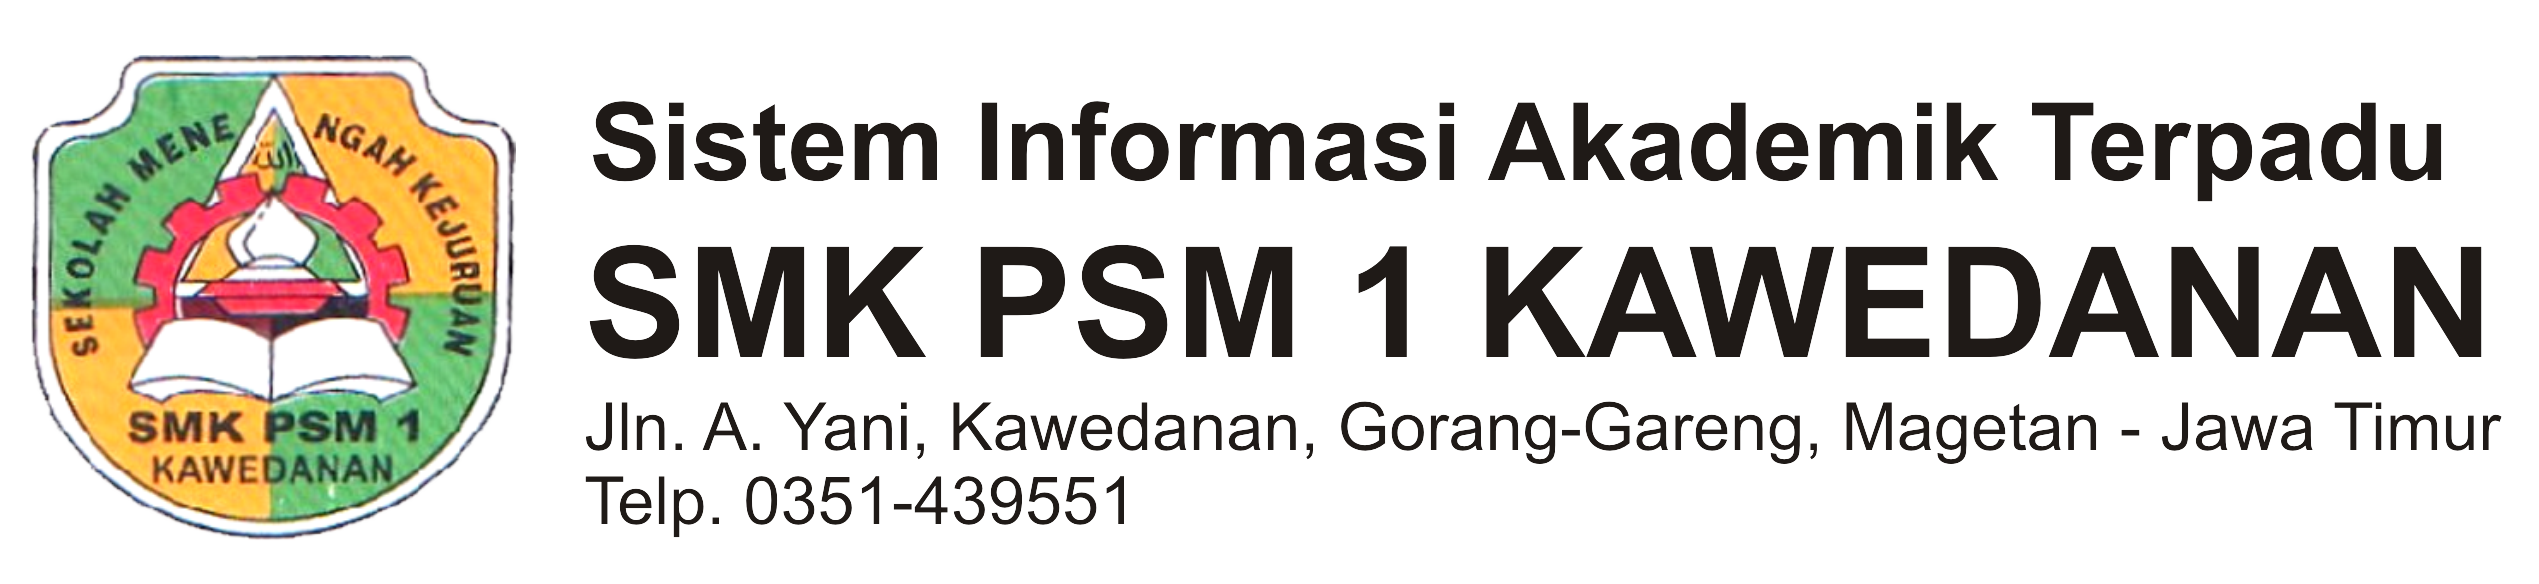 SEKOLAH MENENGAH KEJURUAN
الله
SMK PSM 1
KAWEDANAN
Sistem Informasi Akademik Terpadu
SMK PSM 1 KAWEDANAN
Jln. A. Yani, Kawedanan, Gorang-Gareng, Magetan - Jawa Timur
Telp. 0351-439551